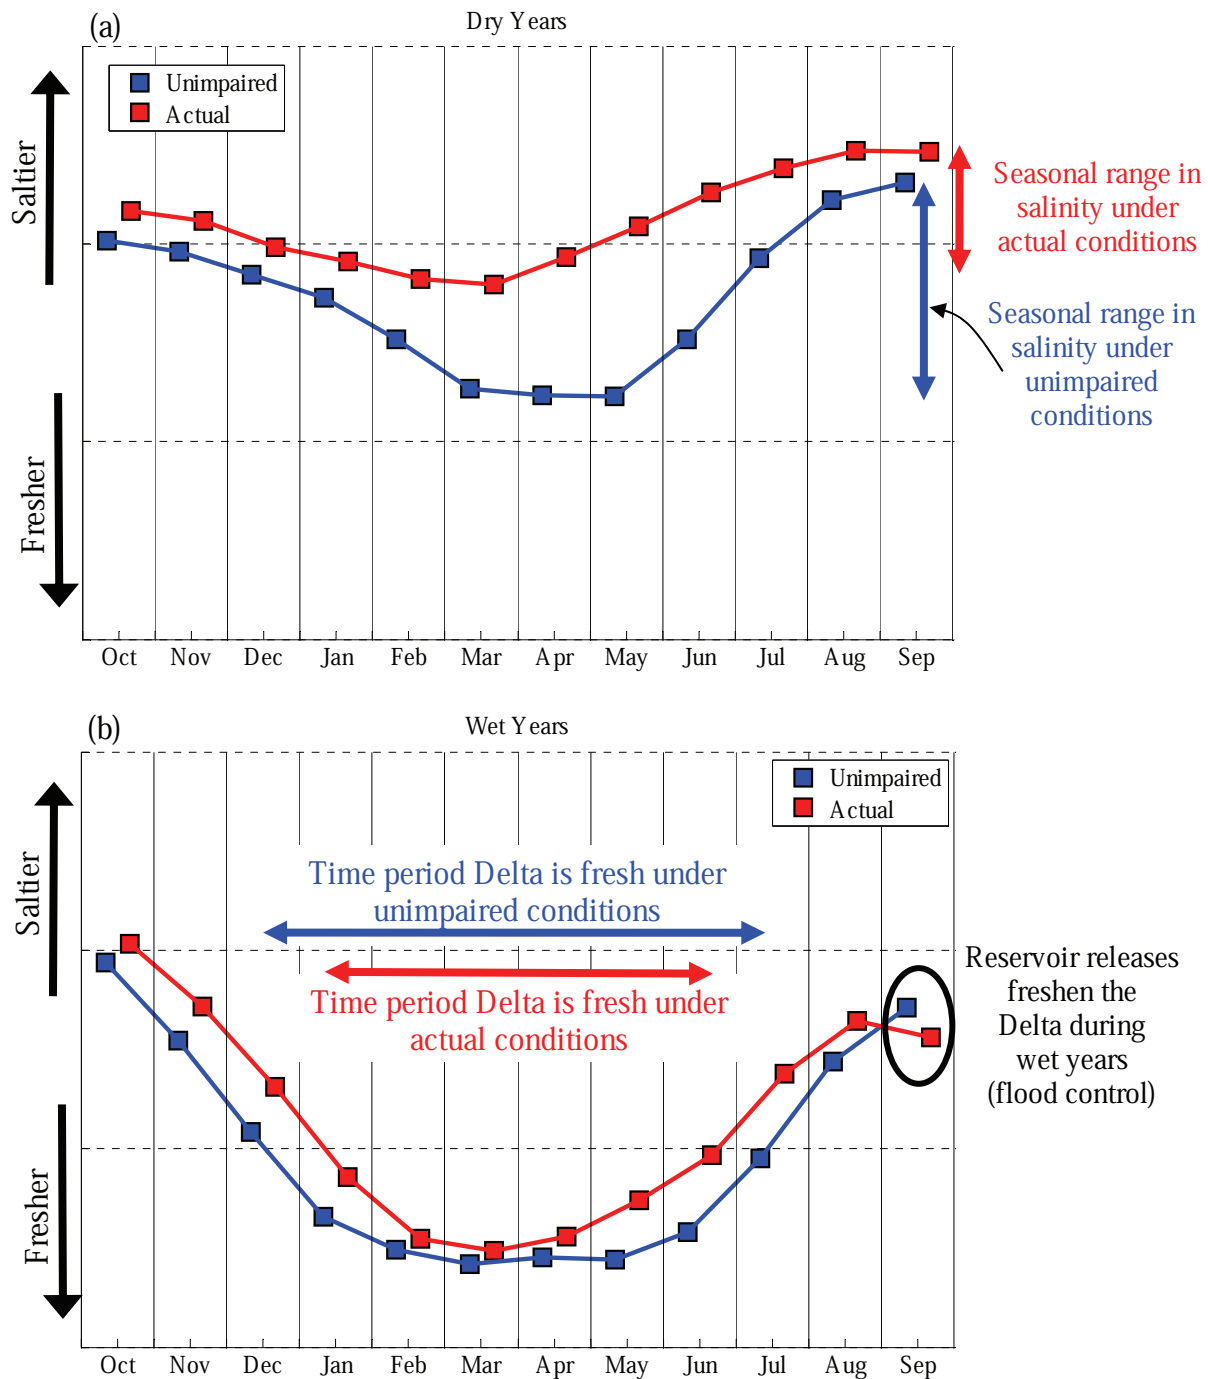 (a)
Dry Years
Unimpaired
Actual
Saltier
Fresher
Seasonal range in
salinity under
actual conditions
Seasonal range in
salinity under
unimpaired
conditions
Oct Nov Dec Jan Feb Mar Apr May Jun Jul Aug Sep
(b)
Wet Years
Unimpaired
Actual
Saltier
Fresher
Time period Delta is fresh under
unimpaired conditions
Time period Delta is fresh under
actual conditions
Reservoir releases
freshen the
Delta during
wet years
(flood control)
Oct Nov Dec Jan Feb Mar Apr May Jun Jul Aug Sep